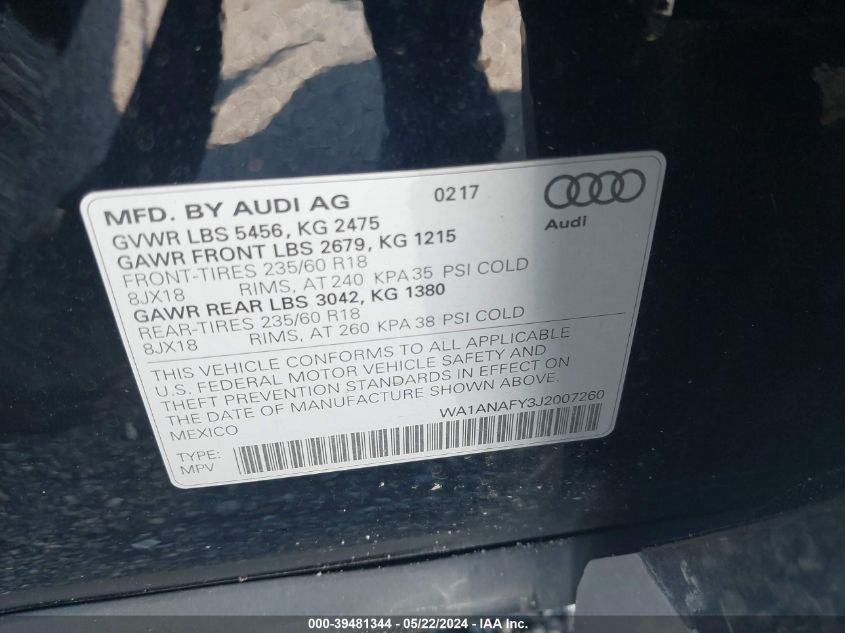 MFD. BY AUDI AG 0217
GVWR LBS 5456, KG 2475
GAWR FRONT LBS 2679, KG 1215
FRONT-TIRES 235/60 R18
8JX18 RIMS, AT 240 KPA 35 PSI COLD
GAWR REAR LBS 3042, KG 1380
REAR-TIRES 235/60 R18
8JX18 RIMS, AT 260 KPA 38 PSI COLD
Audi
THIS VEHICLE CONFORMS TO ALL APPLICABLE
U.S. FEDERAL MOTOR VEHICLE SAFETY AND
THEFT PREVENTION STANDARDS IN EFFECT ON
THE DATE OF MANUFACTURE SHOWN ABOVE.
MEXICO WA1ANAFY3J2007260
TYPE:
MPV
000-39481344 / 05/22/2024 / IAA Inc.